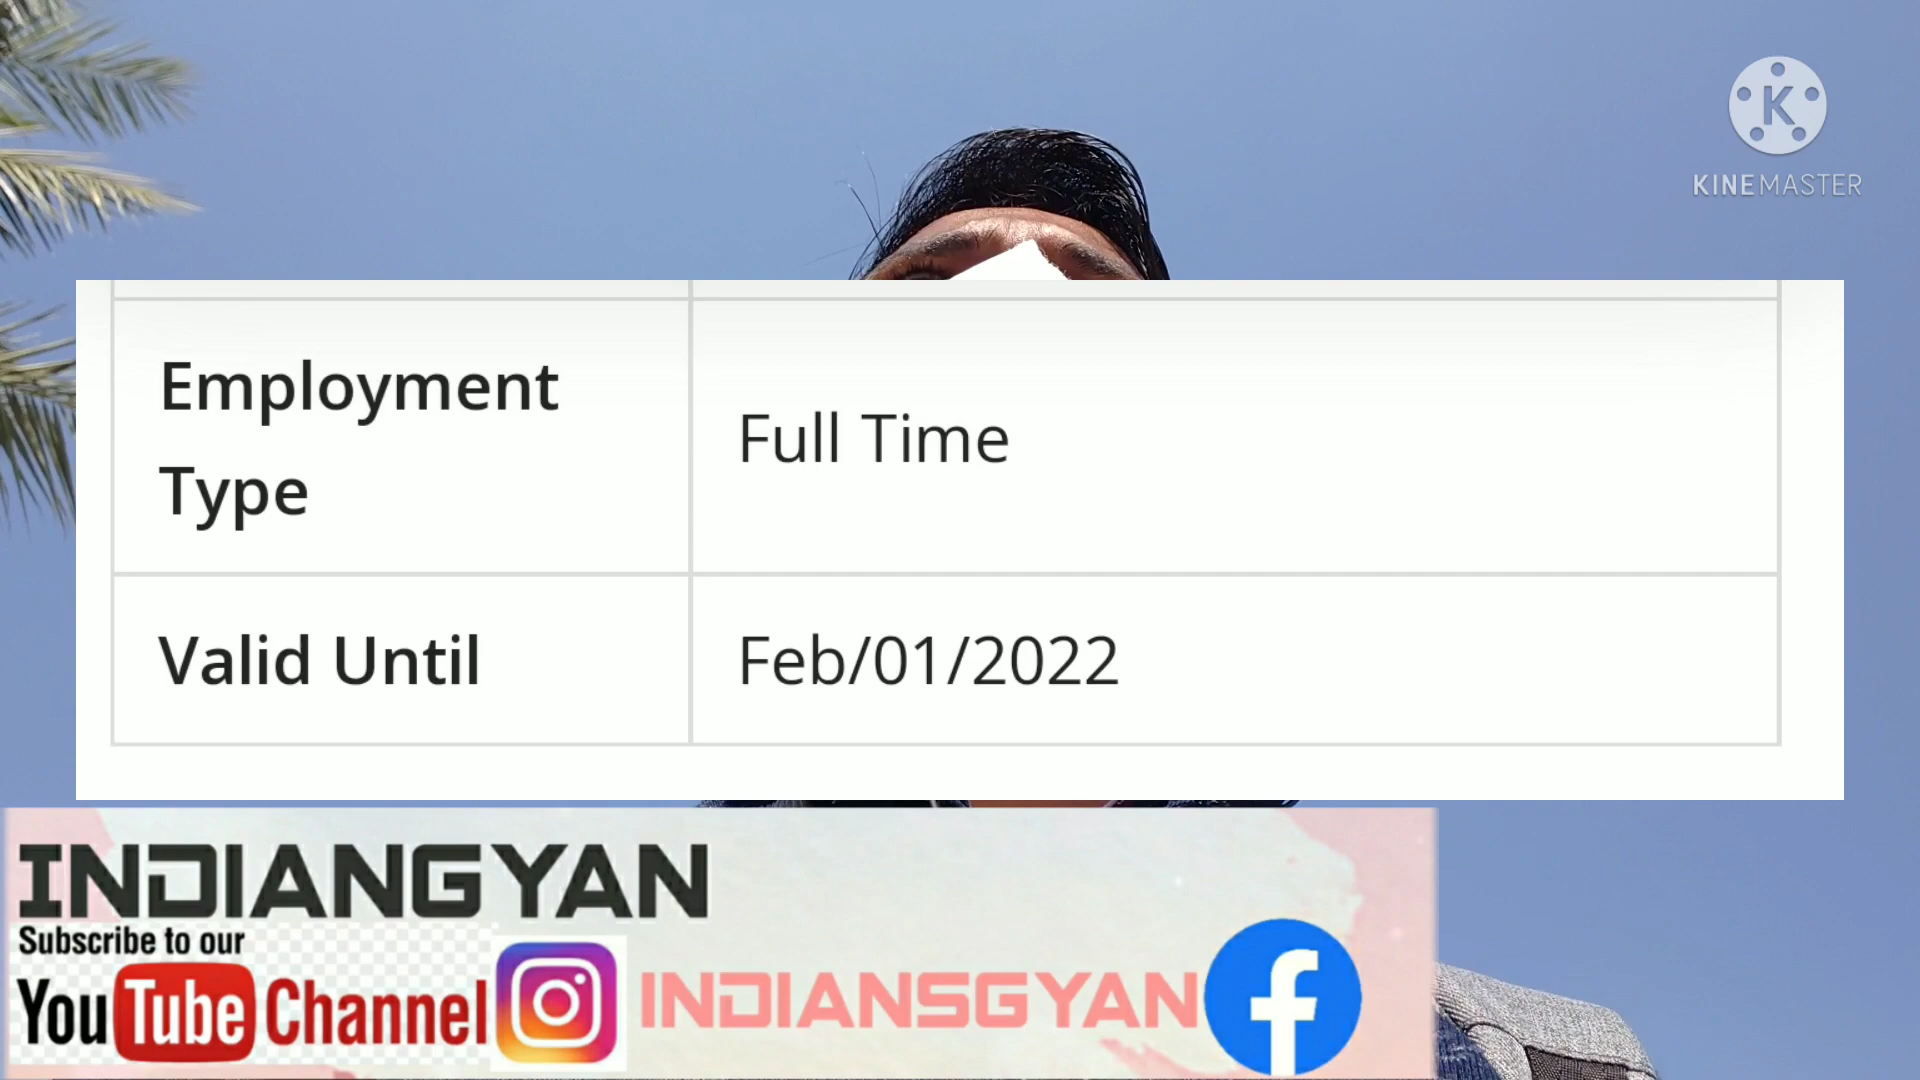 K
KINEMASTER
Employment
Type
Full Time
Valid Until
Feb/01/2022
INDIANGYAN
Subscribe to our
YouTube Channel
INDIANSGYAN
f